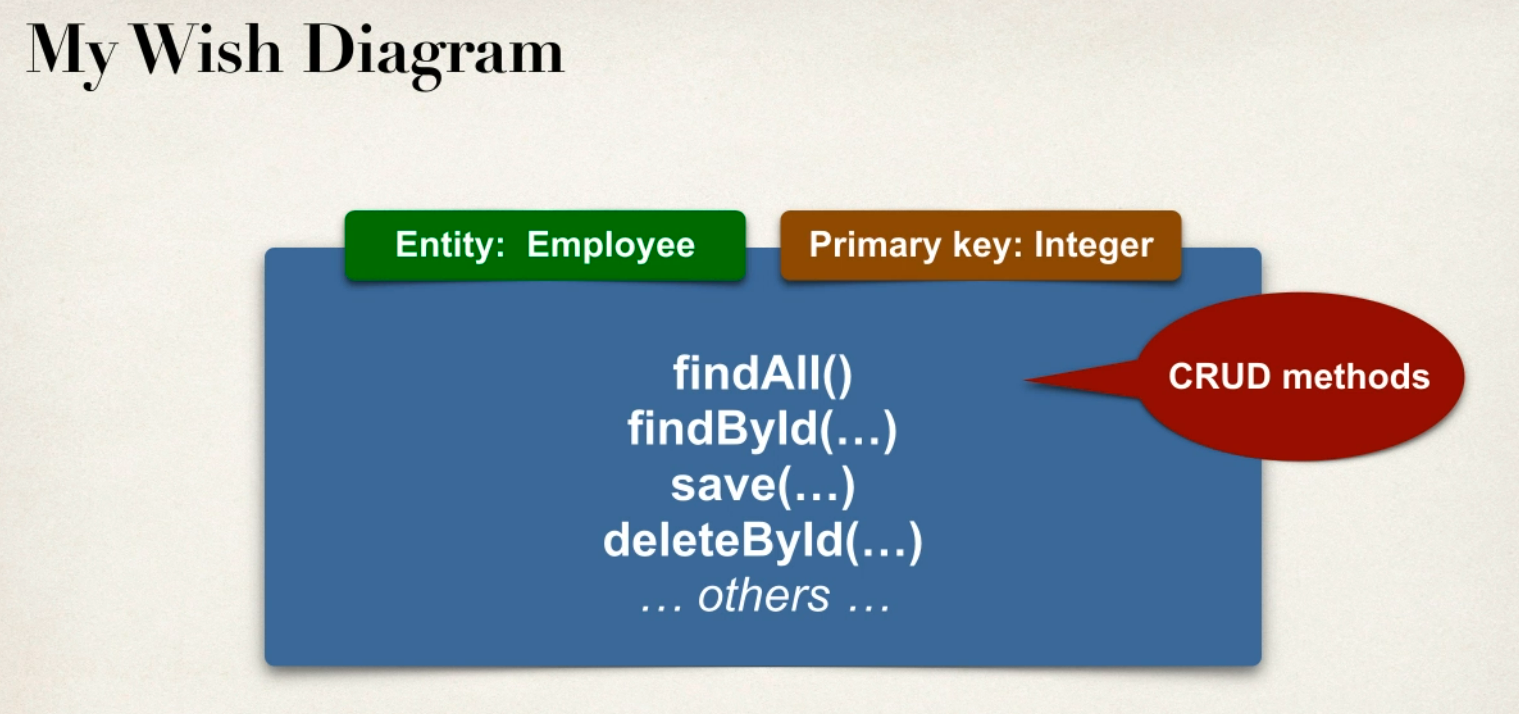 My Wish Diagram
Entity: Employee
Primary key: Integer
findAll()
CRUD methods
findById(…)
save(…)
deleteById(…)
… others …